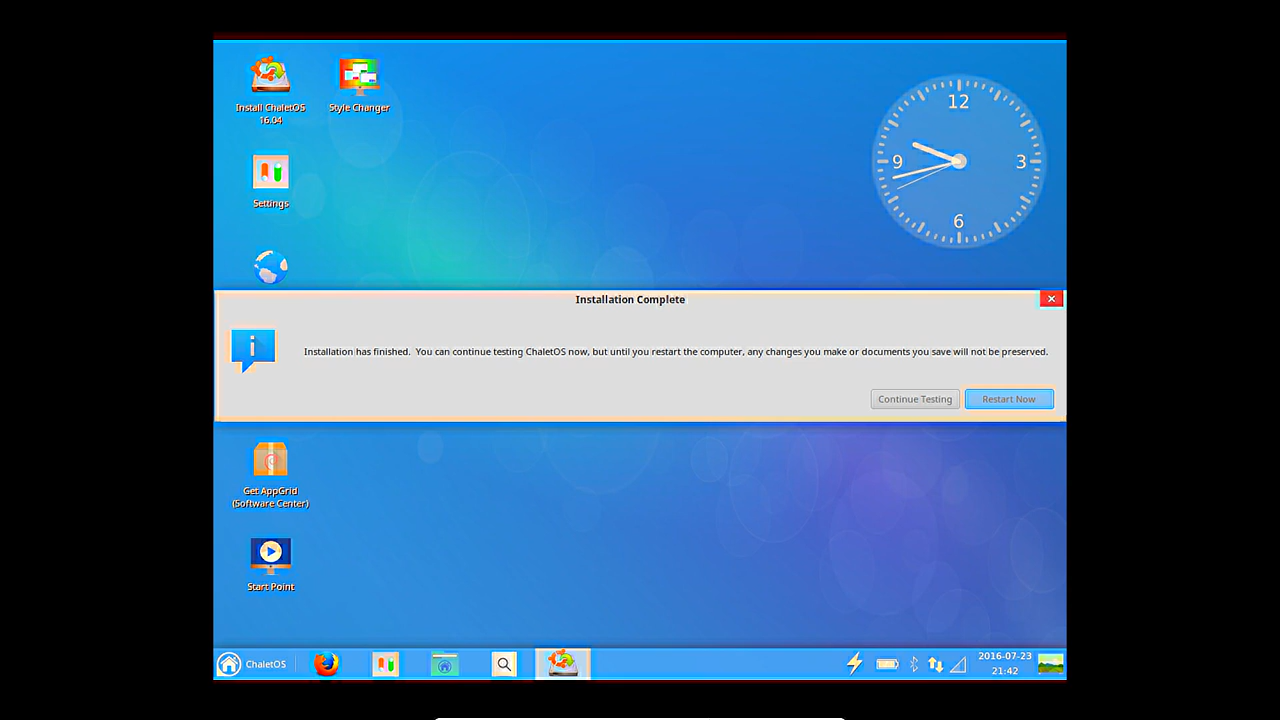 Install ChaletOS
16.04
Style Changer
12
9
3
6
Settings
Installation Complete
Installation has finished.  You can continue testing ChaletOS now, but until you restart the computer, any changes you make or documents you save will not be preserved.
Continue Testing
Restart Now
Get AppGrid
(Software Center)
Start Point
ChaletOS
2016-07-23
21:42